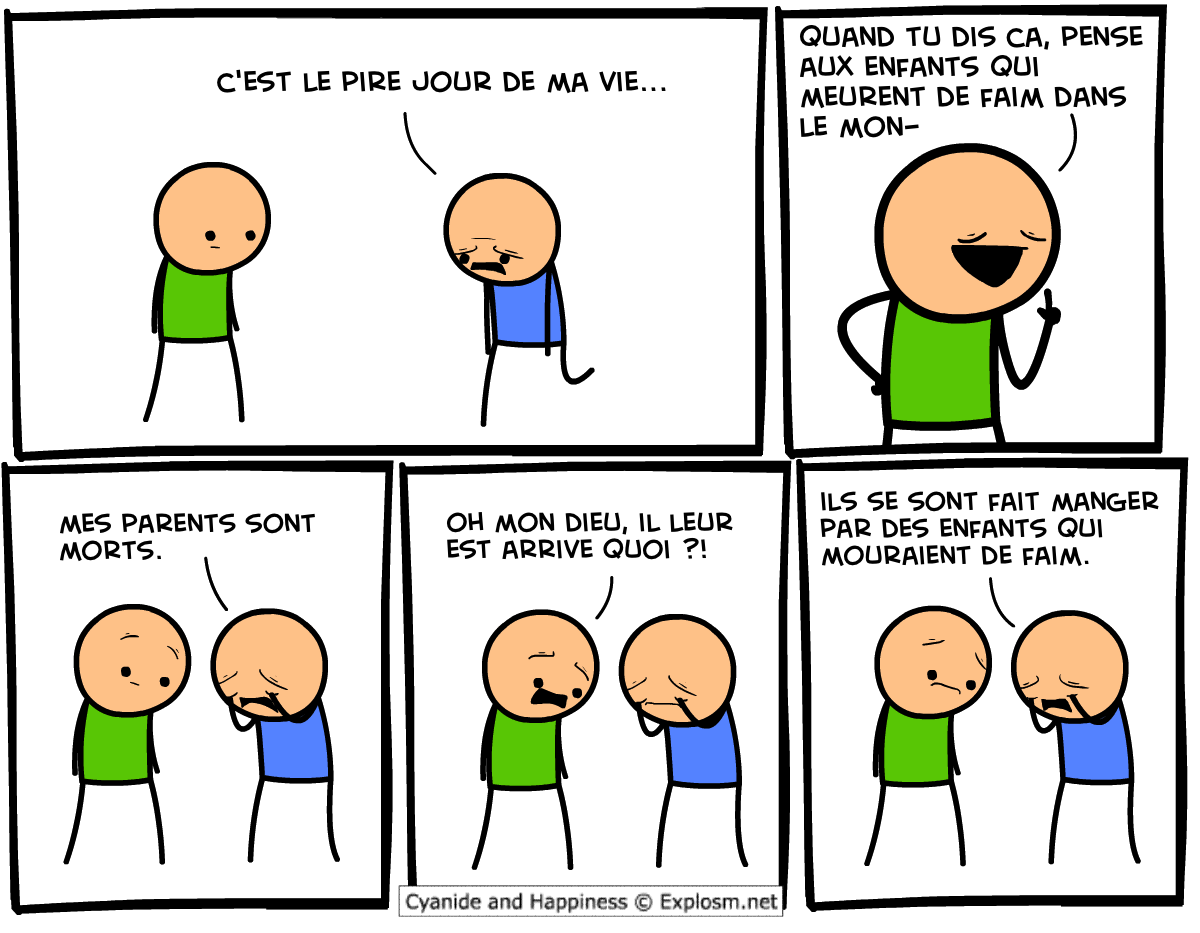 C'EST LE PIRE JOUR DE MA VIE...
QUAND TU DIS CA, PENSE
AUX ENFANTS QUI
MEURENT DE FAIM DANS
LE MON-
MES PARENTS SONT
MORTS.
OH MON DIEU, IL LEUR
EST ARRIVE QUOI ?!
ILS SE SONT FAIT MANGER
PAR DES ENFANTS QUI
MOURAIENT DE FAIM.
Cyanide and Happiness © Explosm.net